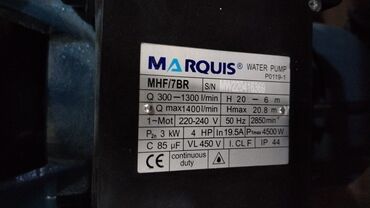 MARQUIS® WATER PUMP
P0119-1
MHF/7BR S/N
Q 300-1300 l/min H 20 - 6 m
Q max1400l/min Hmax 20.8 m
1~Mot 220-240 V 50 Hz 2850min⁻¹
P₂ₙ 3 kW 4 HP In 19.5A P₁max 4500 W
C 85 µF VL 450 V I. CL F IP 44
CE continuous duty